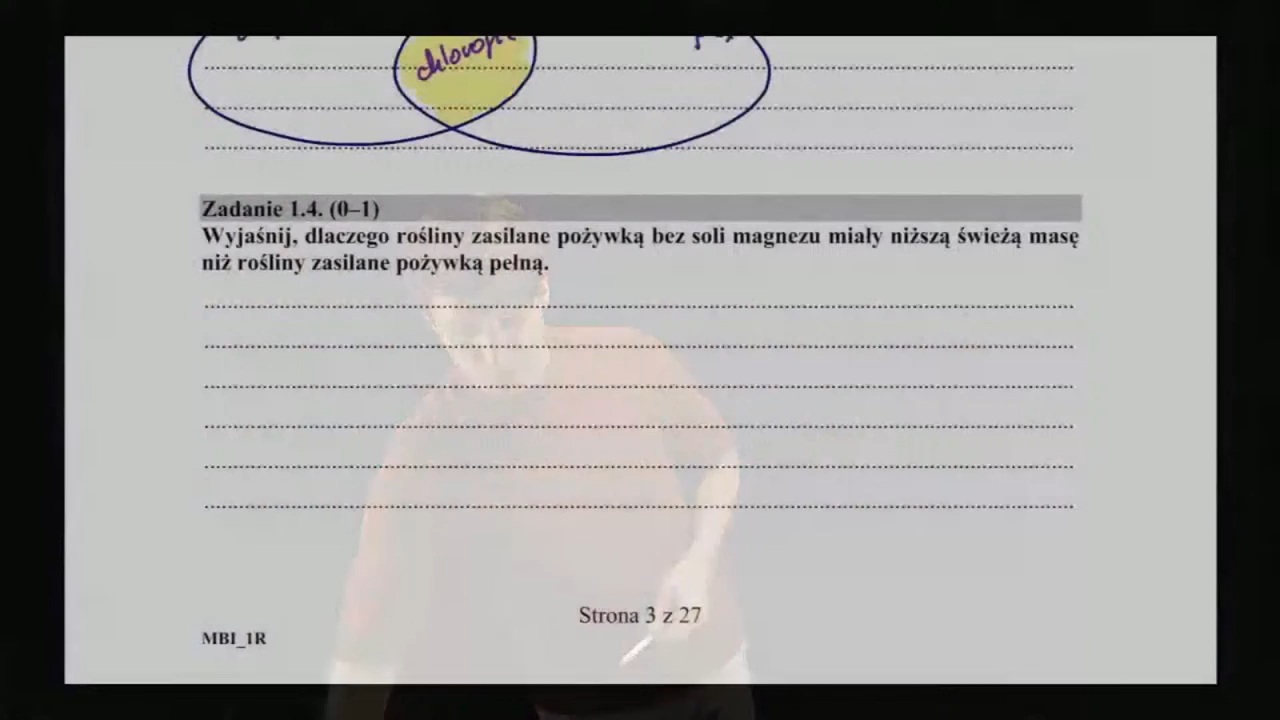 Zadanie 1.4. (0–1)
Wyjaśnij, dlaczego rośliny zasilane pożywką bez soli magnezu miały niższą świeżą masę
niż rośliny zasilane pożywką pełną.
Strona 3 z 27
MBI_1R